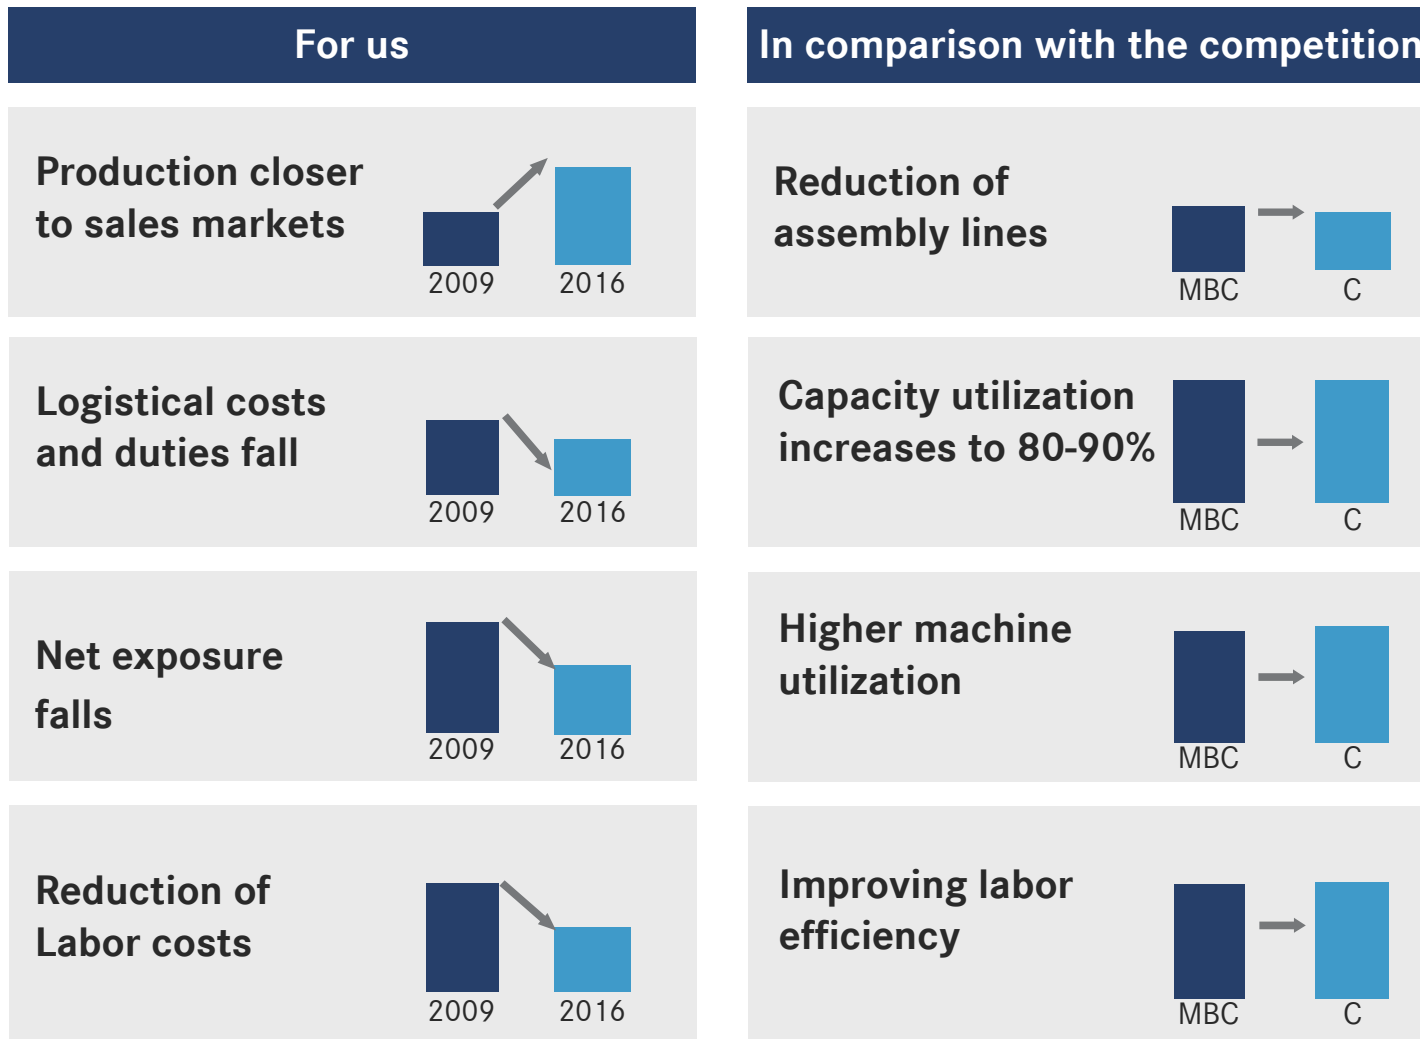 For us
Production closer
to sales markets
2009 2016
Logistical costs
and duties fall
2009 2016
Net exposure
falls
2009 2016
Reduction of
Labor costs
2009 2016
In comparison with the competition
Reduction of
assembly lines
MBC C
Capacity utilization
increases to 80-90%
MBC C
Higher machine
utilization
MBC C
Improving labor
efficiency
MBC C